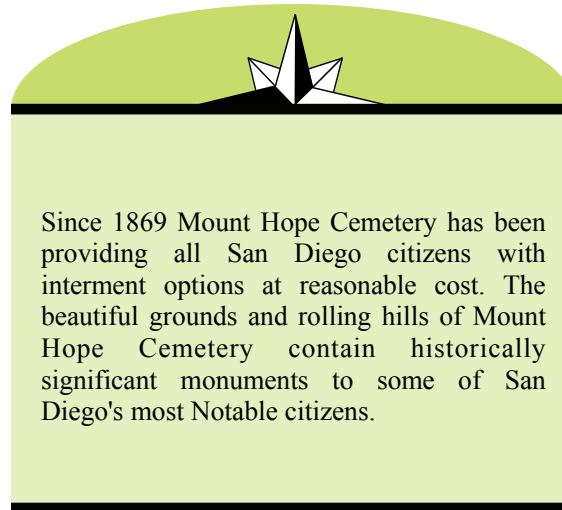 Since 1869 Mount Hope Cemetery has been
providing all San Diego citizens with
interment options at reasonable cost. The
beautiful grounds and rolling hills of Mount
Hope Cemetery contain historically
significant monuments to some of San
Diego's most Notable citizens.